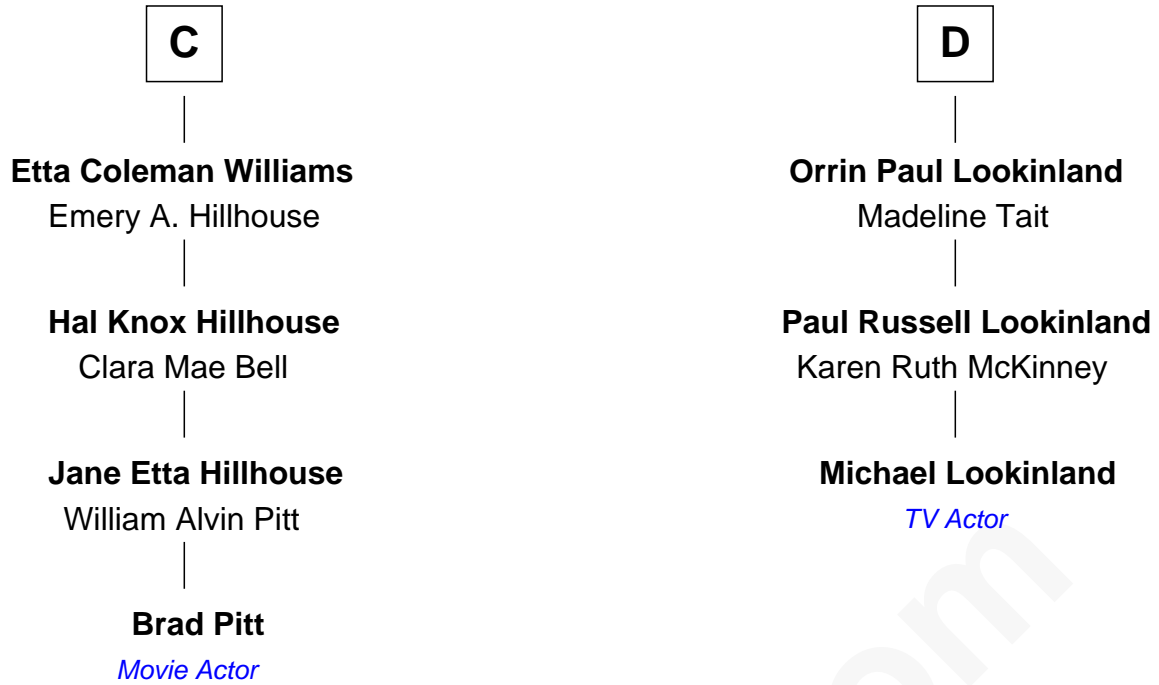 C
Etta Coleman Williams
Emery A. Hillhouse
Hal Knox Hillhouse
Clara Mae Bell
Jane Etta Hillhouse
William Alvin Pitt
Brad Pitt
Movie Actor
D
Orrin Paul Lookinland
Madeline Tait
Paul Russell Lookinland
Karen Ruth McKinney
Michael Lookinland
TV Actor
om